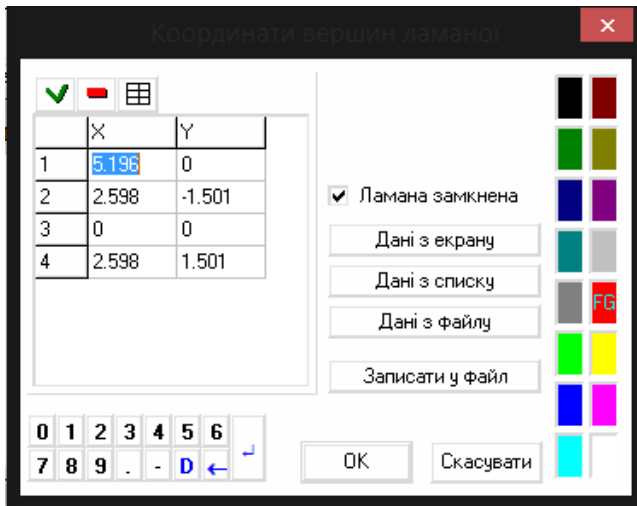 Координати вершин ламаної
X Y
1 5.196 0
2 2.598 -1.501
3 0 0
4 2.598 1.501
Ламана замкнена
Дані з екрану
Дані з списку
Дані з файлу
Записати у файл
FG
0 1 2 3 4 5 6
7 8 9 . - D
OK Скасувати